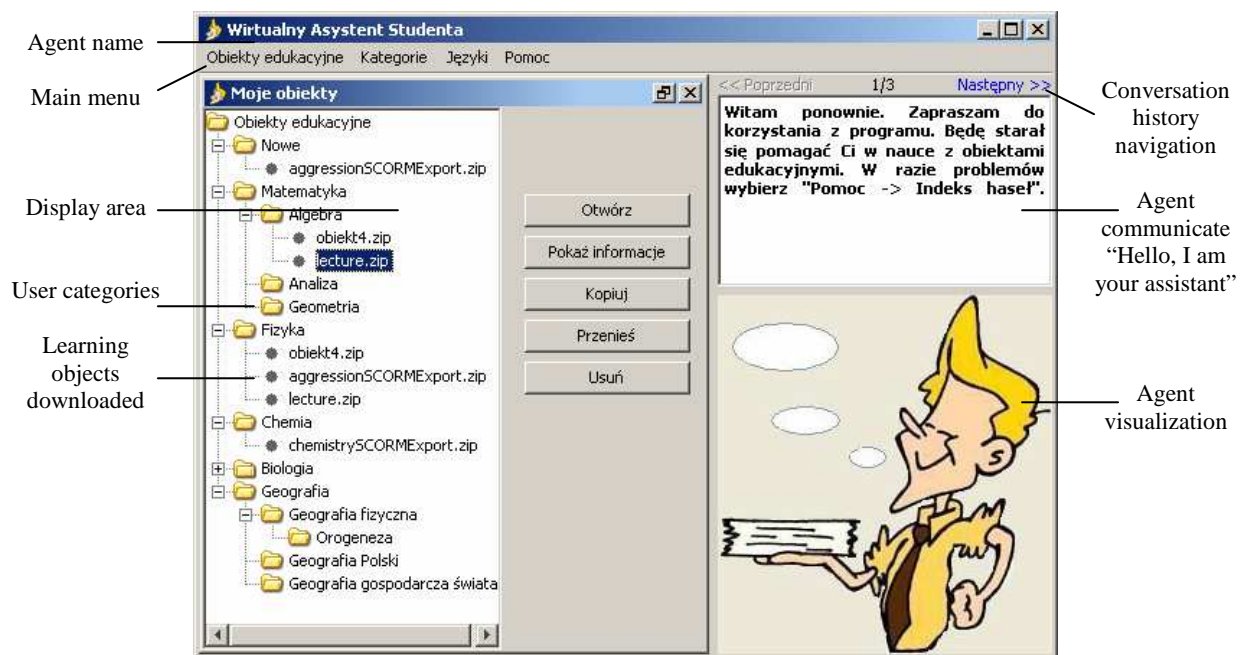 Wirtualny Asystent Studenta
Obiekty edukacyjne Kategorie Języki Pomoc
Agent name
Main menu
Display area
User categories
Learning
objects
downloaded
Moje obiekty
Obiekty edukacyjne
Nowe
aggressionSCORMExport.zip
Matematyka
Algebra
obiekt4.zip
lecture.zip
Analiza
Geometria
Fizyka
obiekt4.zip
aggressionSCORMExport.zip
lecture.zip
Chemia
chemistrySCORMExport.zip
Biologia
Geografia
Geografia fizyczna
Orogeneza
Geografia Polski
Geografia gospodarcza świata
Otwórz
Pokaż informacje
Kopiuj
Przenieś
Usuń
<< Poprzedni 1/3 Następny >>
Witam ponownie. Zapraszam do
korzystania z programu. Będę starał
się pomagać Ci w nauce z obiektami
edukacyjnymi. W razie problemów
wybierz "Pomoc -> Indeks haseł".
Conversation
history
navigation
Agent
communicate
“Hello, I am
your assistant”
Agent
visualization